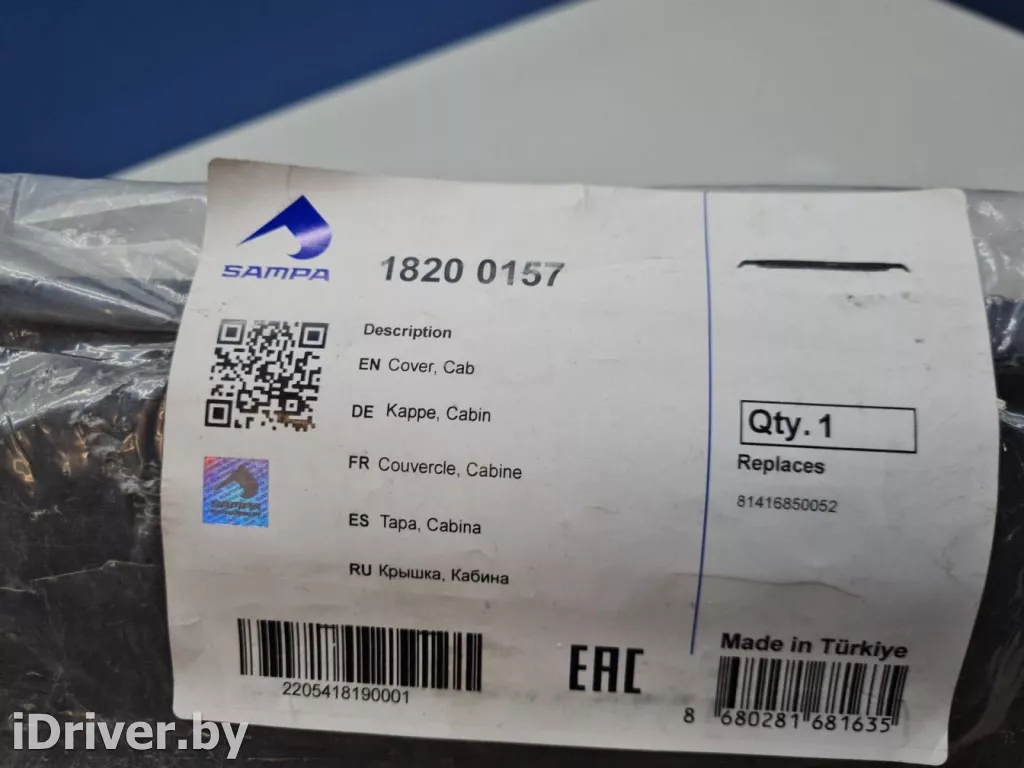 SAMPA
1820 0157
Description
EN Cover, Cab
DE Kappe, Cabin
FR Couvercle, Cabine
ES Tapa, Cabina
RU Крышка, Кабина
2205418190001
EAC
Qty. 1
Replaces
81416850052
Made in Türkiye
8 680281 681635
SAMPA
iDriver.by